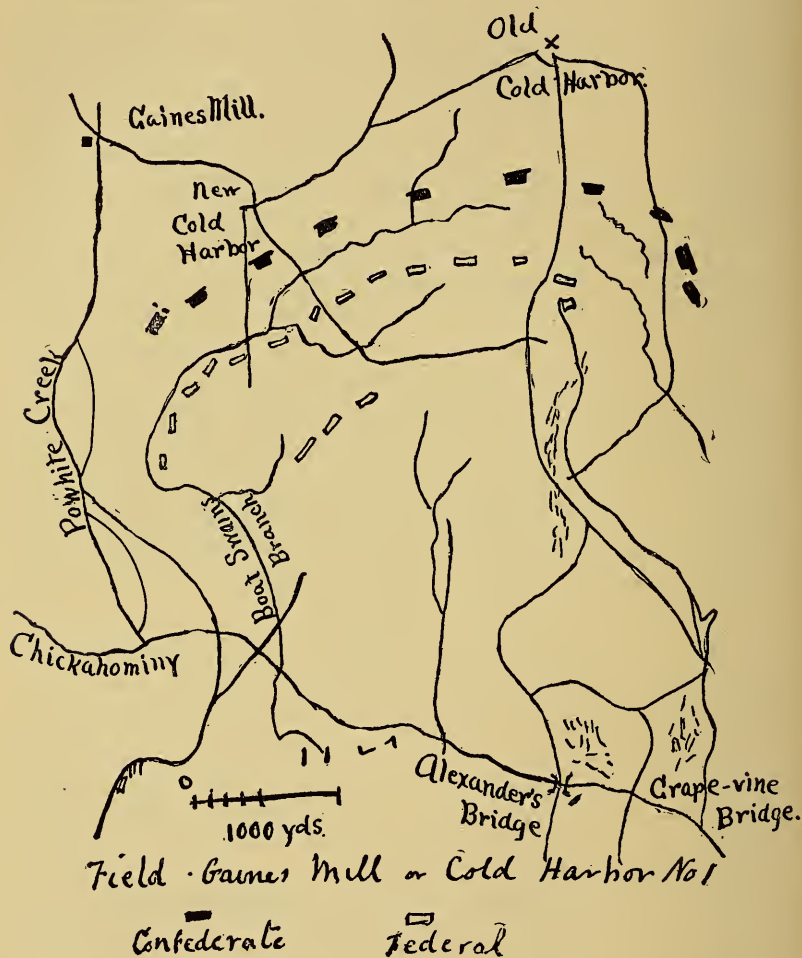 Old
×
Cold Harbor.
Gaines Mill.
New
Cold
Harbor
Powhite Creek
Boat Swains
Branch
Chickahominy
Alexander's
Bridge
Grape-vine
Bridge.
0
1000 yds.
Field · Gaines Mill or Cold Harbor No 1
Confederate
Federal